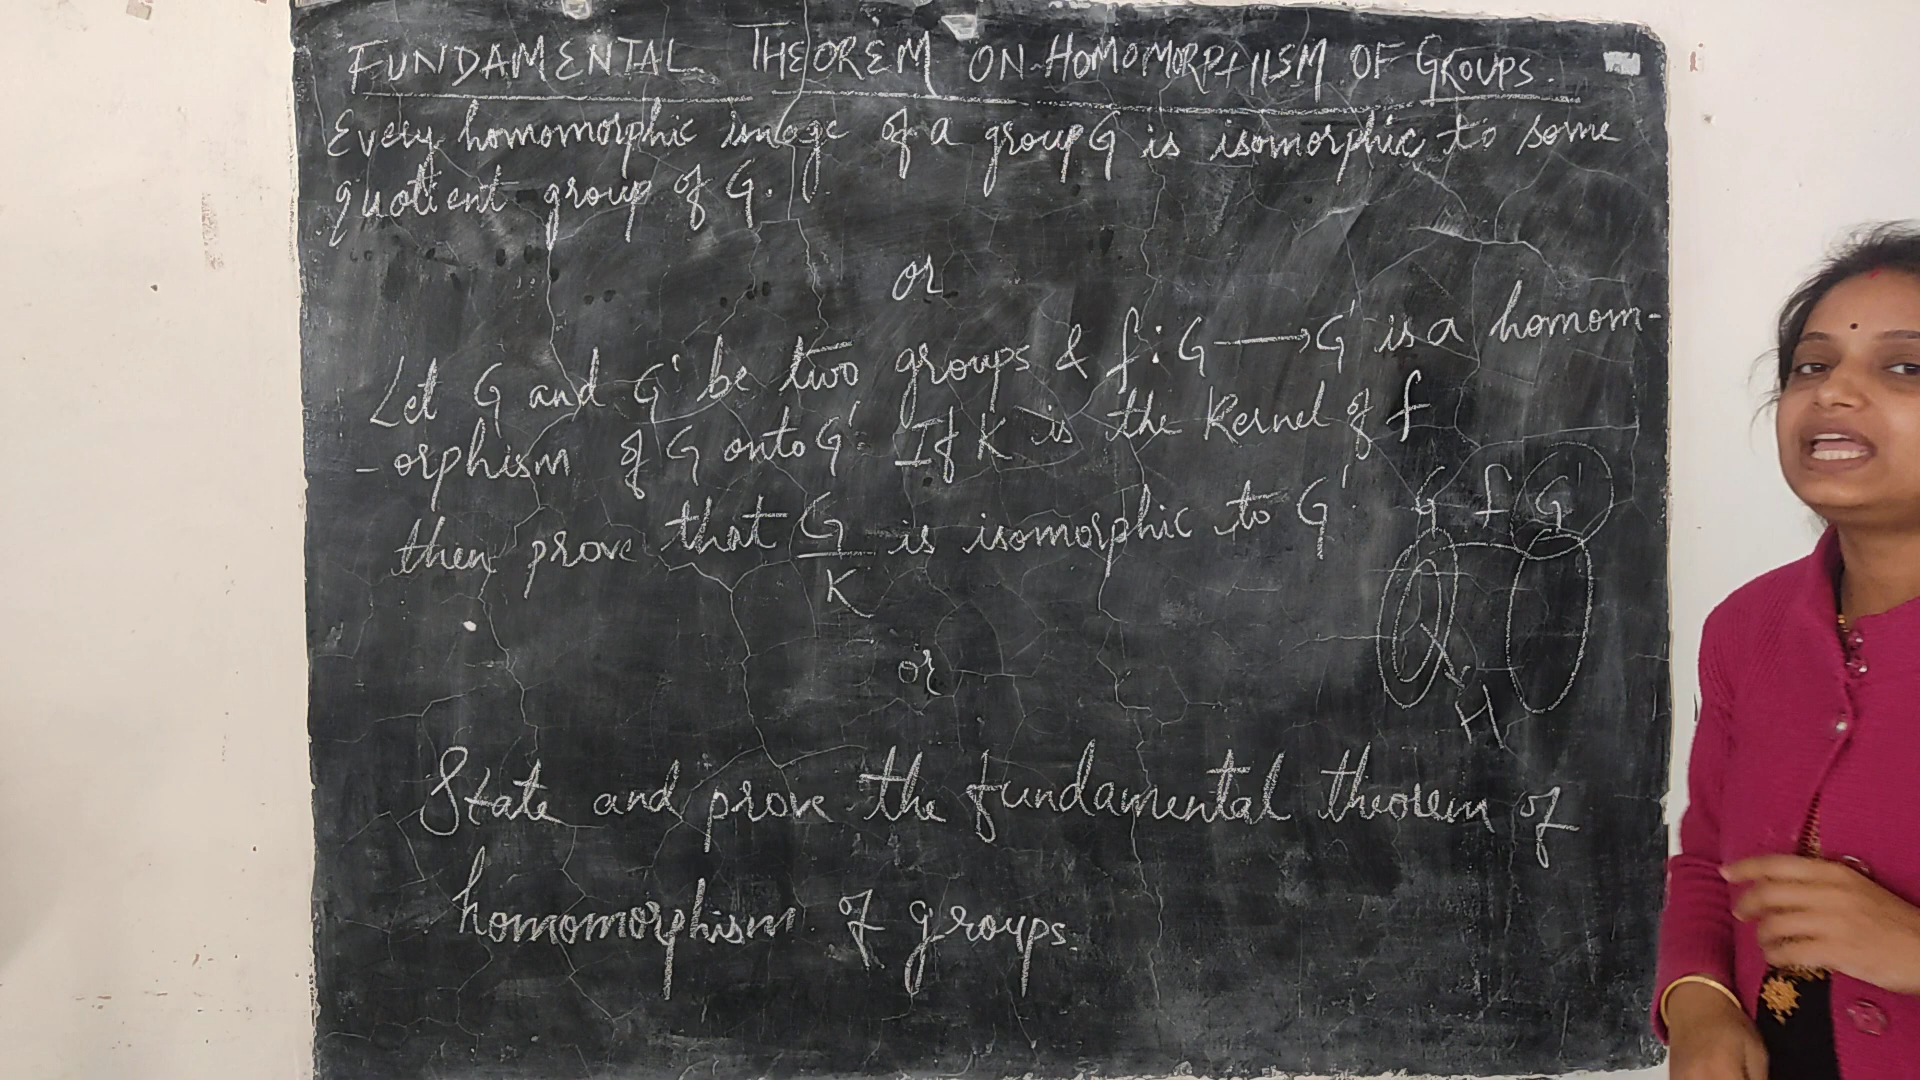 FUNDAMENTAL THEOREM ON HOMOMORPHISM OF GROUPS.
Every homomorphic image of a group G is isomorphic to some
quotient group of G.
or
Let G and G' be two groups & f : G → G' is a homom-
-orphism of G onto G'. If K is the Kernel of f
then prove that G/K is isomorphic to G'.
G f G'
H
or
State and prove the fundamental theorem of
homomorphism of groups.